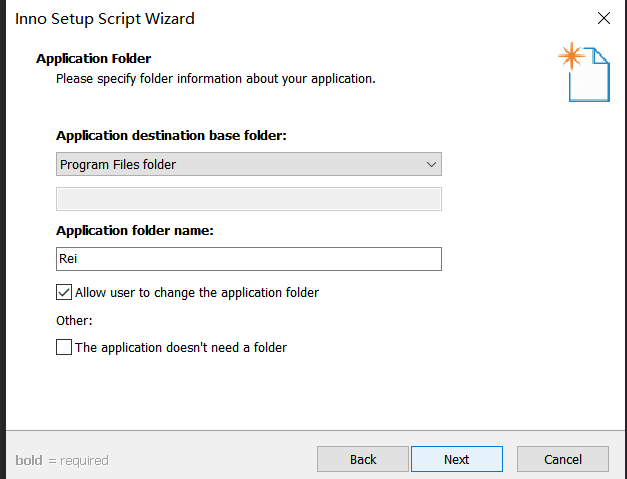 Inno Setup Script Wizard
Application Folder
Please specify folder information about your application.
Application destination base folder:
Program Files folder
Application folder name:
Rei
Allow user to change the application folder
Other:
The application doesn't need a folder
bold = required
Back
Next
Cancel